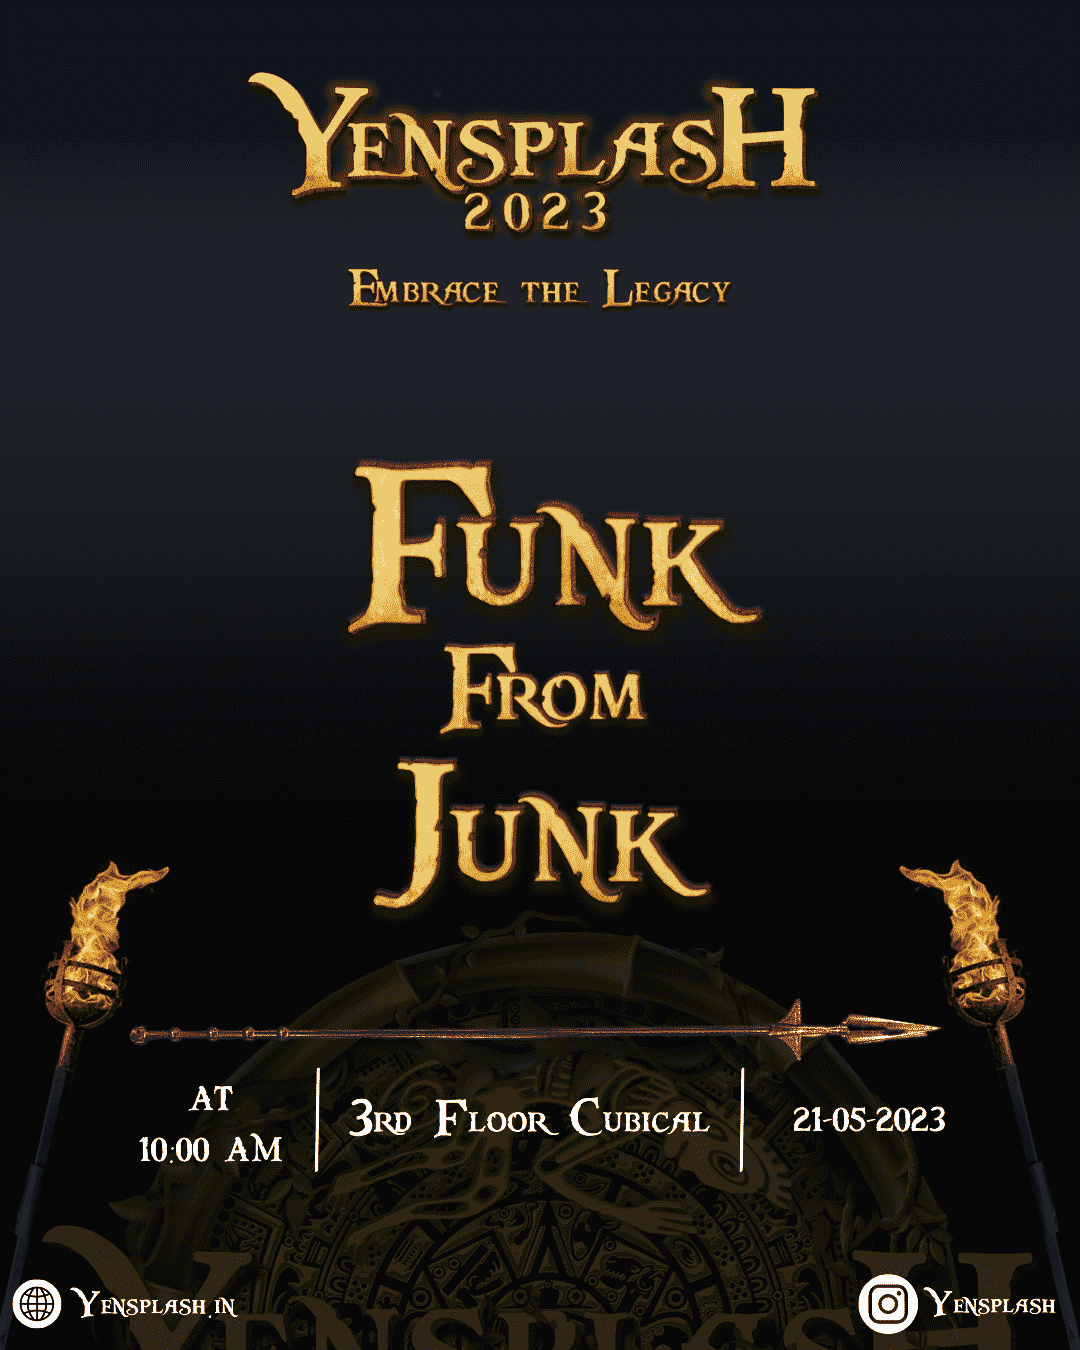 Yensplash
2023
Embrace the Legacy
Funk
From
Junk
AT
10:00 AM
3rd Floor Cubical
21-05-2023
Yensplash.in
Yensplash
Yensplash